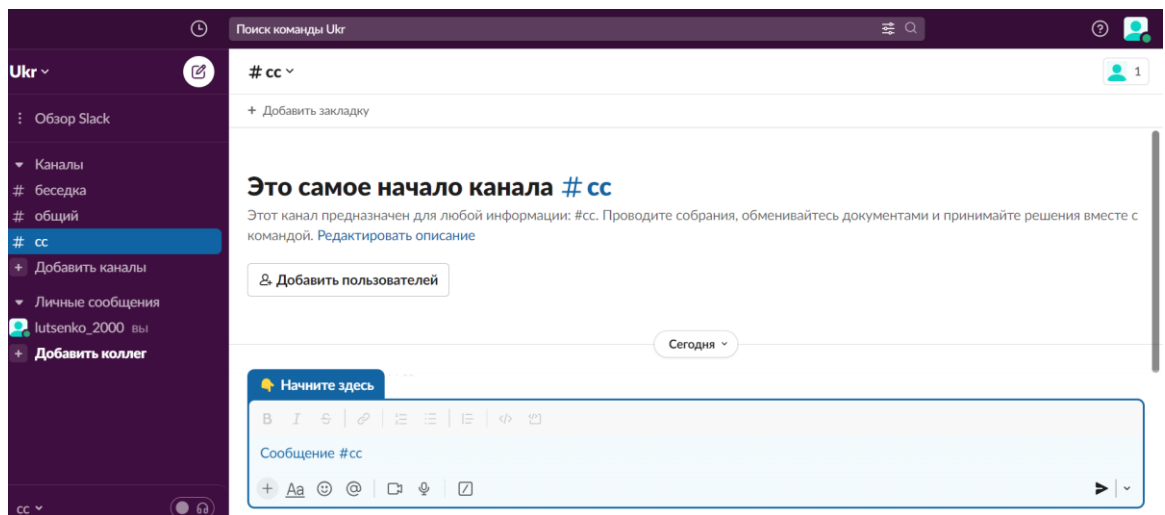 Поиск команды Ukr
Ukr
Обзор Slack
Каналы
# беседка
# общий
# cc
+ Добавить каналы
Личные сообщения
lutsenko_2000 вы
+ Добавить коллег
cc
# cc
1
+ Добавить закладку
Это самое начало канала # cc
Этот канал предназначен для любой информации: #cc. Проводите собрания, обменивайтесь документами и принимайте решения вместе с
командой. Редактировать описание
Добавить пользователей
Сегодня
Начните здесь
B I S
Сообщение #cc
+ Aa @